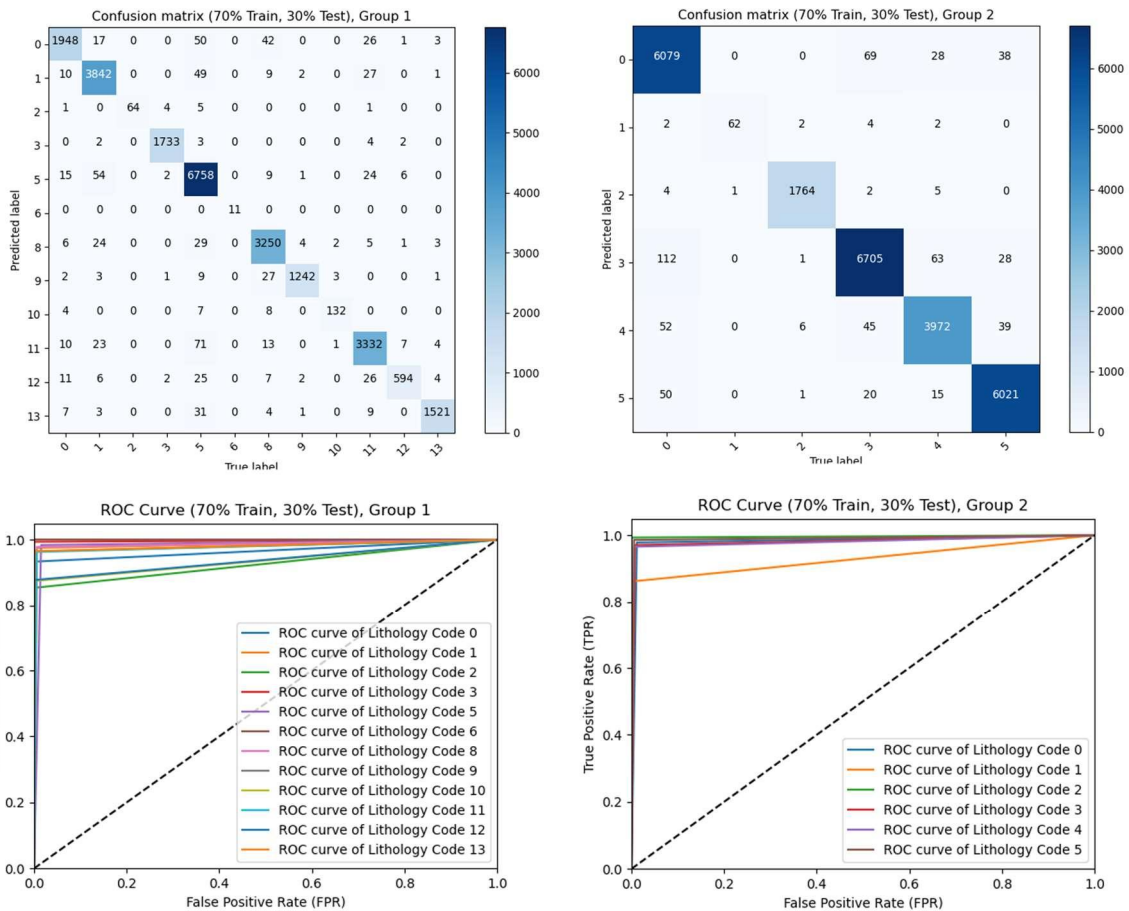 Confusion matrix (70% Train, 30% Test), Group 1
0 1948 17 0 0 50 0 42 0 0 26 1 3
1 10 3842 0 0 49 0 9 2 0 27 0 1
2 1 0 64 4 5 0 0 0 0 1 0 0
3 0 2 0 1733 3 0 0 0 0 4 2 0
5 15 54 0 2 6758 0 9 1 0 24 6 0
6 0 0 0 0 0 11 0 0 0 0 0 0
8 6 24 0 0 29 0 3250 4 2 5 1 3
9 2 3 0 1 9 0 27 1242 3 0 0 1
10 4 0 0 0 7 0 8 0 132 0 0 0
11 10 23 0 0 71 0 13 0 1 3332 7 4
12 11 6 0 2 25 0 7 2 0 26 594 4
13 7 3 0 0 31 0 4 1 0 9 0 1521
0 1 2 3 5 6 8 9 10 11 12 13
Predicted label
True label
6000
5000
4000
3000
2000
1000
0
Confusion matrix (70% Train, 30% Test), Group 2
0 6079 0 0 69 28 38
1 2 62 2 4 2 0
2 4 1 1764 2 5 0
3 112 0 1 6705 63 28
4 52 0 6 45 3972 39
5 50 0 1 20 15 6021
0 1 2 3 4 5
Predicted label
True label
6000
5000
4000
3000
2000
1000
0
ROC Curve (70% Train, 30% Test), Group 1
1.0
0.8
0.6
0.4
0.2
0.0
0.0 0.2 0.4 0.6 0.8 1.0
False Positive Rate (FPR)
ROC curve of Lithology Code 0
ROC curve of Lithology Code 1
ROC curve of Lithology Code 2
ROC curve of Lithology Code 3
ROC curve of Lithology Code 5
ROC curve of Lithology Code 6
ROC curve of Lithology Code 8
ROC curve of Lithology Code 9
ROC curve of Lithology Code 10
ROC curve of Lithology Code 11
ROC curve of Lithology Code 12
ROC curve of Lithology Code 13
ROC Curve (70% Train, 30% Test), Group 2
True Positive Rate (TPR)
1.0
0.8
0.6
0.4
0.2
0.0
0.0 0.2 0.4 0.6 0.8 1.0
False Positive Rate (FPR)
ROC curve of Lithology Code 0
ROC curve of Lithology Code 1
ROC curve of Lithology Code 2
ROC curve of Lithology Code 3
ROC curve of Lithology Code 4
ROC curve of Lithology Code 5